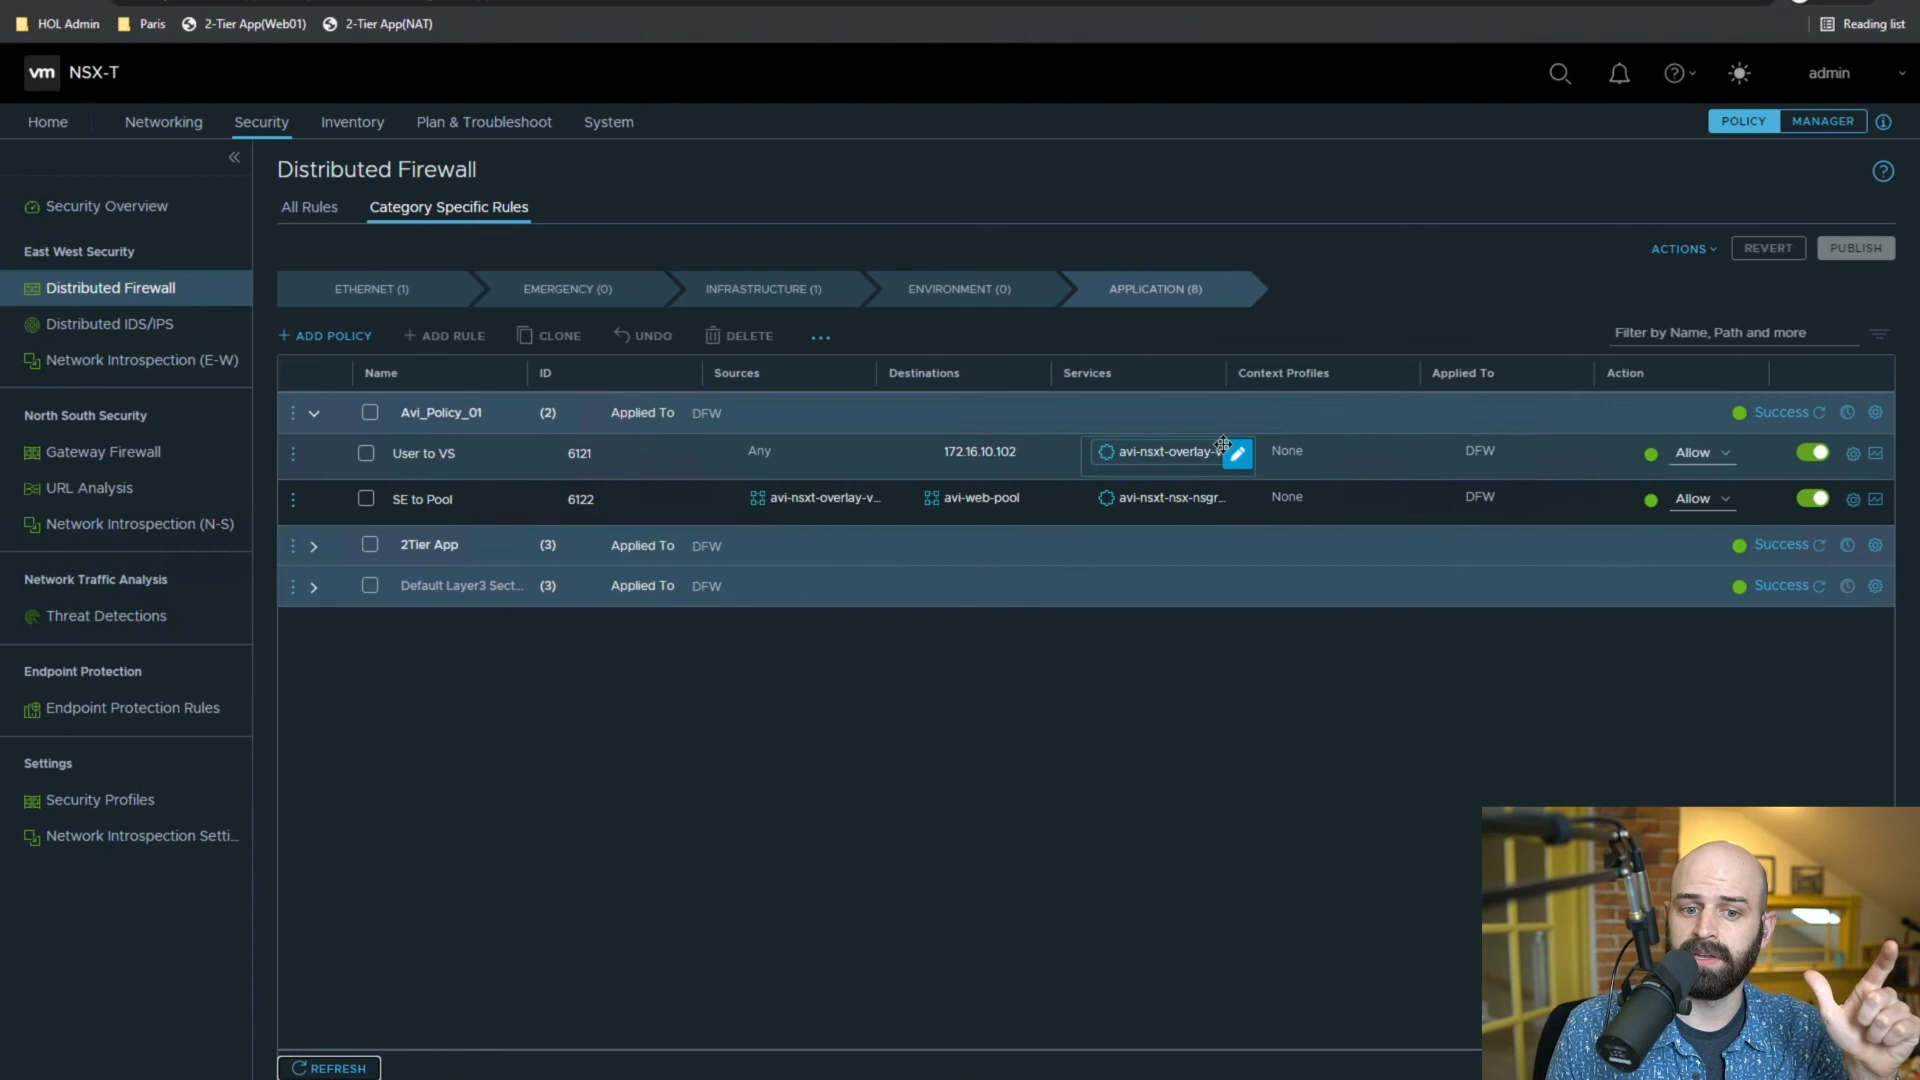 HOL Admin Paris 2-Tier App(Web01) 2-Tier App(NAT) Reading list
vm NSX-T admin
Home Networking Security Inventory Plan & Troubleshoot System POLICY MANAGER
Distributed Firewall
All Rules Category Specific Rules
ACTIONS REVERT PUBLISH
ETHERNET (1) EMERGENCY (0) INFRASTRUCTURE (1) ENVIRONMENT (0) APPLICATION (8)
+ ADD POLICY + ADD RULE CLONE UNDO DELETE ... Filter by Name, Path and more
Name ID Sources Destinations Services Context Profiles Applied To Action
Avi_Policy_01 (2) Applied To DFW Success
User to VS 6121 Any 172.16.10.102 avi-nsxt-overlay-v None DFW Allow
SE to Pool 6122 avi-nsxt-overlay-v... avi-web-pool avi-nsxt-nsx-nsgr... None DFW Allow
2Tier App (3) Applied To DFW Success
Default Layer3 Sect... (3) Applied To DFW Success
REFRESH
Security Overview
East West Security
Distributed Firewall
Distributed IDS/IPS
Network Introspection (E-W)
North South Security
Gateway Firewall
URL Analysis
Network Introspection (N-S)
Network Traffic Analysis
Threat Detections
Endpoint Protection
Endpoint Protection Rules
Settings
Security Profiles
Network Introspection Setti...